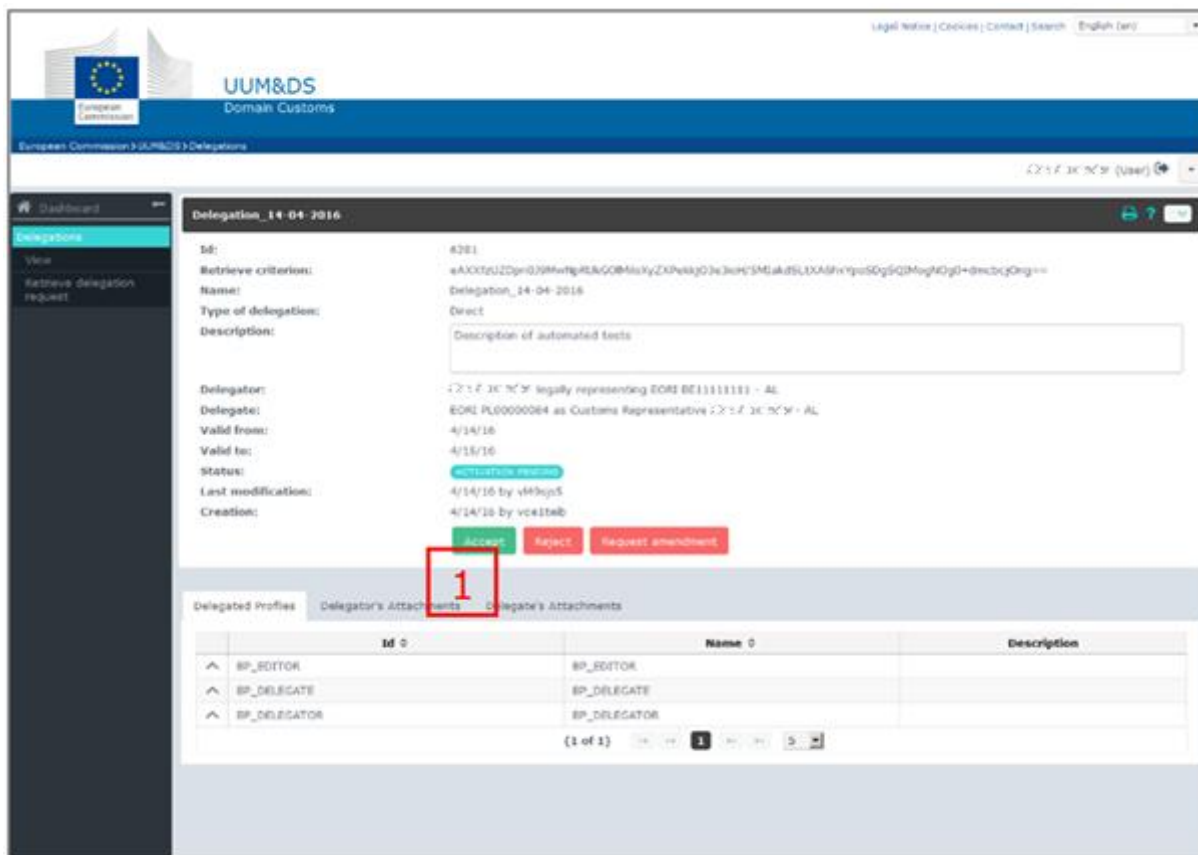 Legal Notice | Cookies | Contact | Search English (en)
UUM&DS
European Commission
Domain Customs
European Commission > UUM&DS > Delegations
(User)
Dashboard
Delegations
View
Retrieve delegation request
Delegation_14-04-2016
Id: 4281
Retrieve criterion:
Name: Delegation_14-04-2016
Type of delegation: Direct
Description: Description of automated tests
Delegator: legally representing EORI BE11111111 - AL
Delegate: EORI PL00000084 as Customs Representative - AL
Valid from: 4/14/16
Valid to: 4/15/16
Status: ACTIVATION PENDING
Last modification: 4/14/16 by
Creation: 4/14/16 by
Accept Reject Request amendment
1
Delegated Profiles Delegator's Attachments Delegate's Attachments
Id Name Description
BP_EDITOR BP_EDITOR
BP_DELEGATE BP_DELEGATE
BP_DELEGATOR BP_DELEGATOR
(1 of 1) 1 5